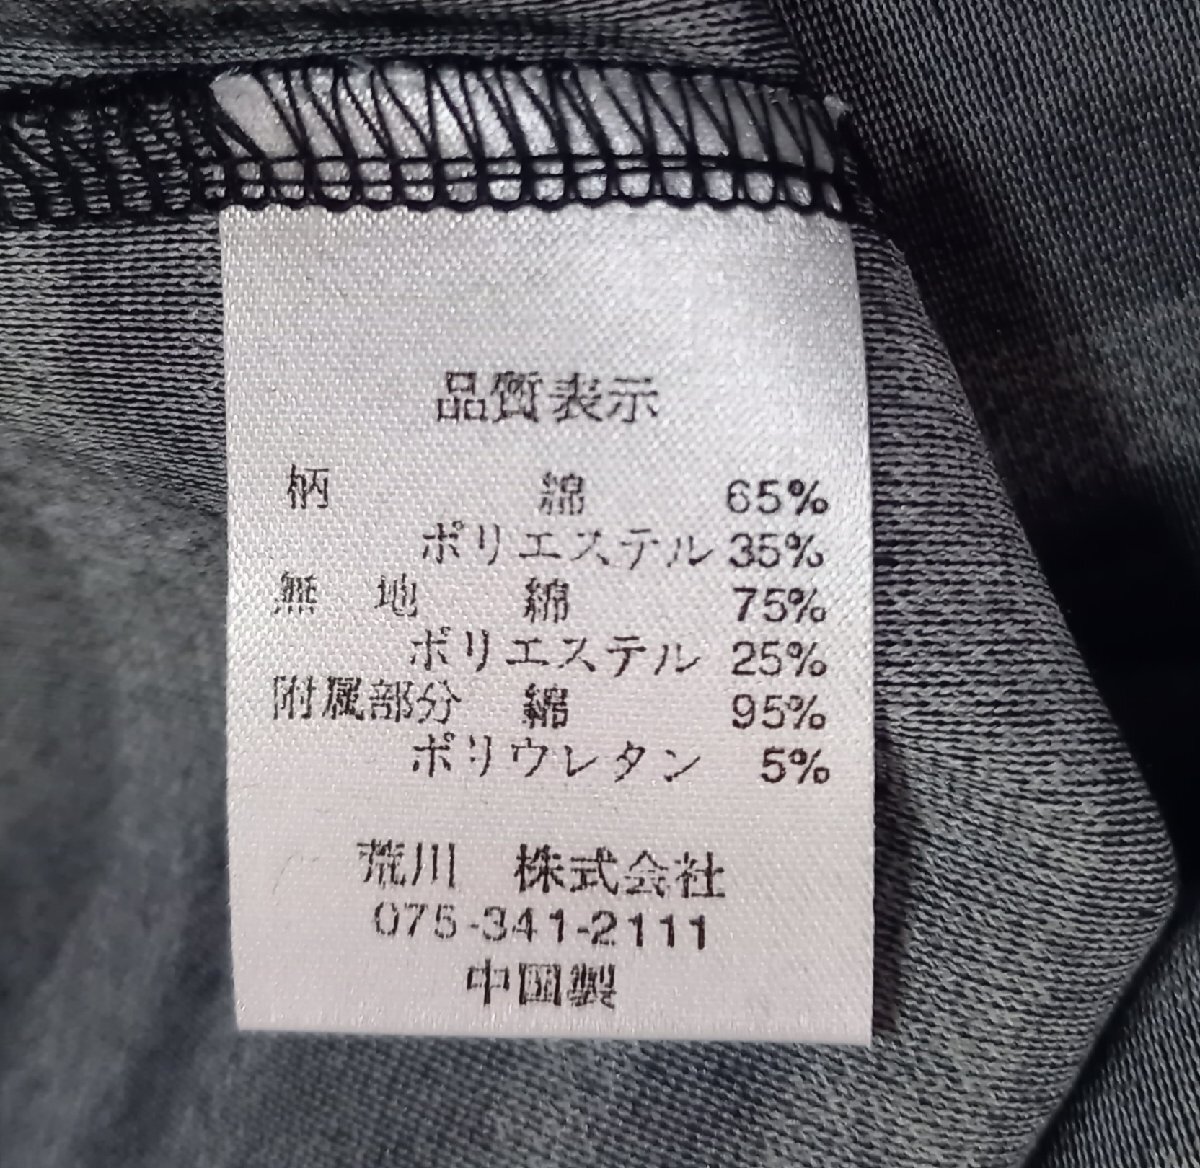 品質表示
柄 綿 65%
ポリエステル 35%
無地 綿 75%
ポリエステル 25%
附属部分 綿 95%
ポリウレタン 5%
荒川 株式会社
075-341-2111
中国製